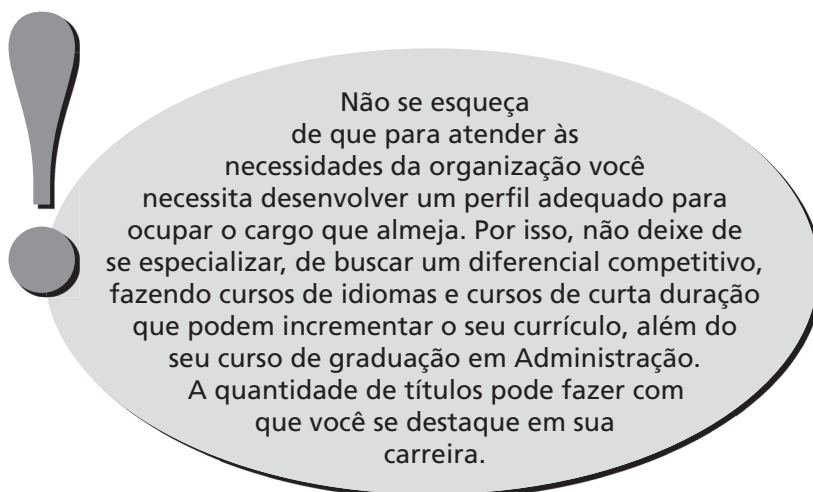 Não se esqueça
de que para atender às
necessidades da organização você
necessita desenvolver um perfil adequado para
ocupar o cargo que almeja. Por isso, não deixe de
se especializar, de buscar um diferencial competitivo,
fazendo cursos de idiomas e cursos de curta duração
que podem incrementar o seu currículo, além do
seu curso de graduação em Administração.
A quantidade de títulos pode fazer com
que você se destaque em sua
carreira.